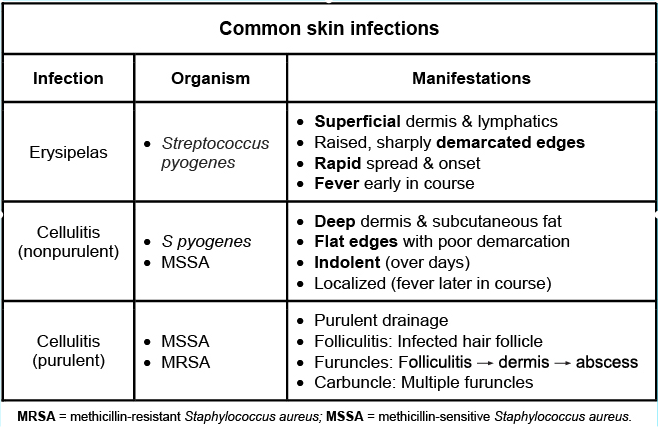 Common skin infections
Infection Organism Manifestations
Erysipelas
• Streptococcus
pyogenes
• Superficial dermis & lymphatics
• Raised, sharply demarcated edges
• Rapid spread & onset
• Fever early in course
Cellulitis
(nonpurulent)
• S pyogenes
• MSSA
• Deep dermis & subcutaneous fat
• Flat edges with poor demarcation
• Indolent (over days)
• Localized (fever later in course)
Cellulitis
(purulent)
• MSSA
• MRSA
• Purulent drainage
• Folliculitis: Infected hair follicle
• Furuncles: Folliculitis → dermis → abscess
• Carbuncle: Multiple furuncles
MRSA = methicillin-resistant Staphylococcus aureus; MSSA = methicillin-sensitive Staphylococcus aureus.